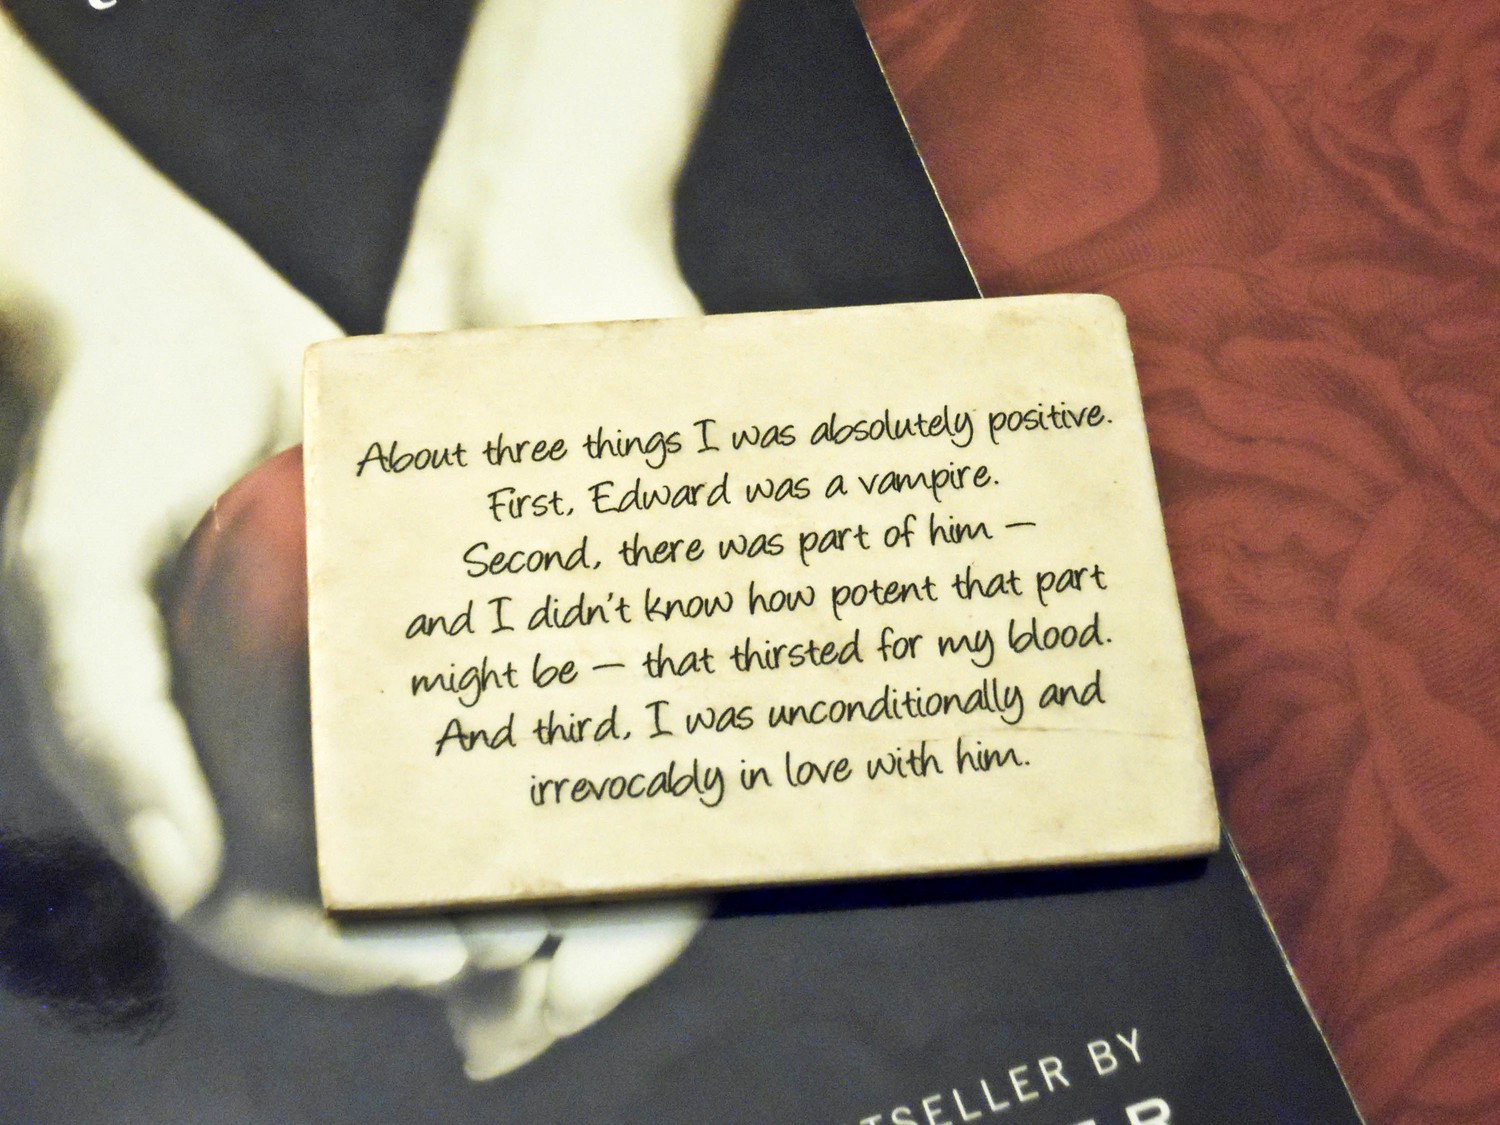 About three things I was absolutely positive.
First, Edward was a vampire.
Second, there was part of him –
and I didn't know how potent that part
might be – that thirsted for my blood.
And third, I was unconditionally and
irrevocably in love with him.
BY